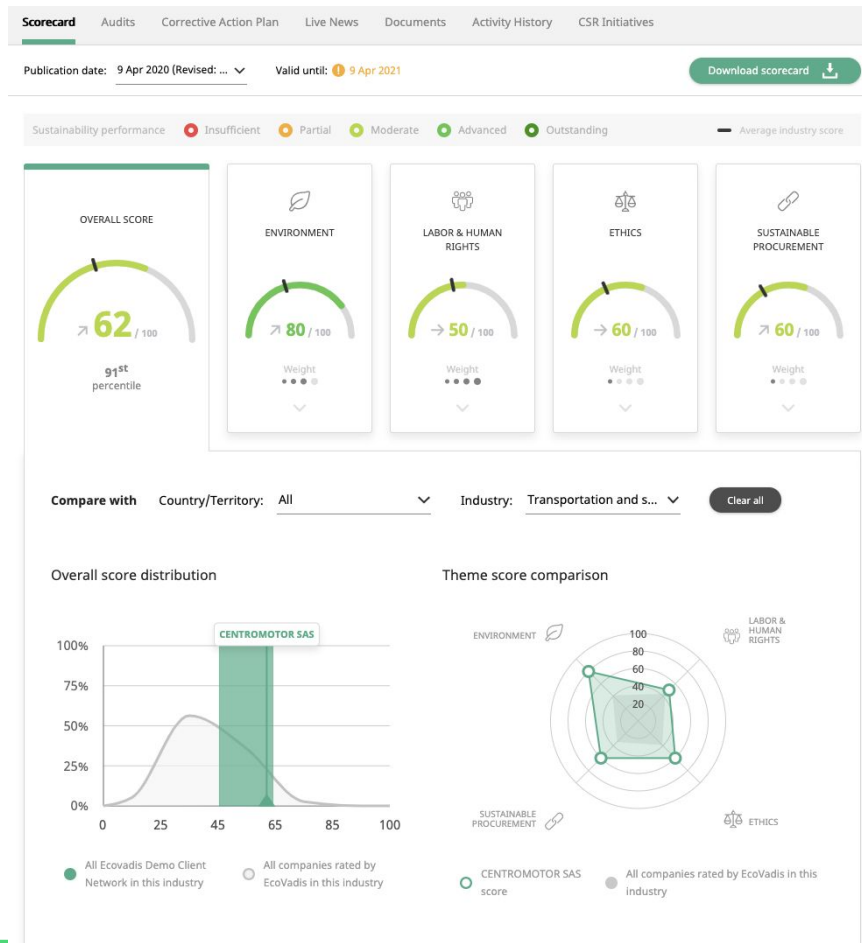 Scorecard Audits Corrective Action Plan Live News Documents Activity History CSR Initiatives
Publication date: 9 Apr 2020 (Revised: ... Valid until: 9 Apr 2021 Download scorecard
Sustainability performance Insufficient Partial Moderate Advanced Outstanding Average industry score
OVERALL SCORE
62 / 100
91st
percentile
ENVIRONMENT
80 / 100
Weight
LABOR & HUMAN
RIGHTS
50 / 100
Weight
ETHICS
60 / 100
Weight
SUSTAINABLE
PROCUREMENT
60 / 100
Weight
Compare with Country/Territory: All Industry: Transportation and s... Clear all
Overall score distribution
CENTROMOTOR SAS
100%
75%
50%
25%
0%
0 25 45 65 85 100
All Ecovadis Demo Client
Network in this industry
All companies rated by
EcoVadis in this industry
Theme score comparison
ENVIRONMENT
LABOR &
HUMAN
RIGHTS
100
80
60
40
20
SUSTAINABLE
PROCUREMENT
ETHICS
CENTROMOTOR SAS
score
All companies rated by EcoVadis in this
industry